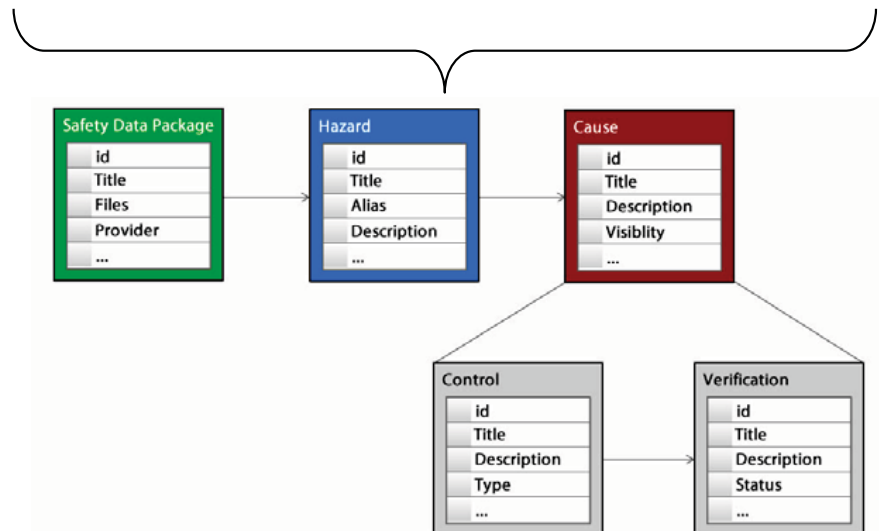 Safety Data Package
id
Title
Files
Provider
...
Hazard
id
Title
Alias
Description
...
Cause
id
Title
Description
Visiblity
...
Control
id
Title
Description
Type
...
Verification
id
Title
Description
Status
...